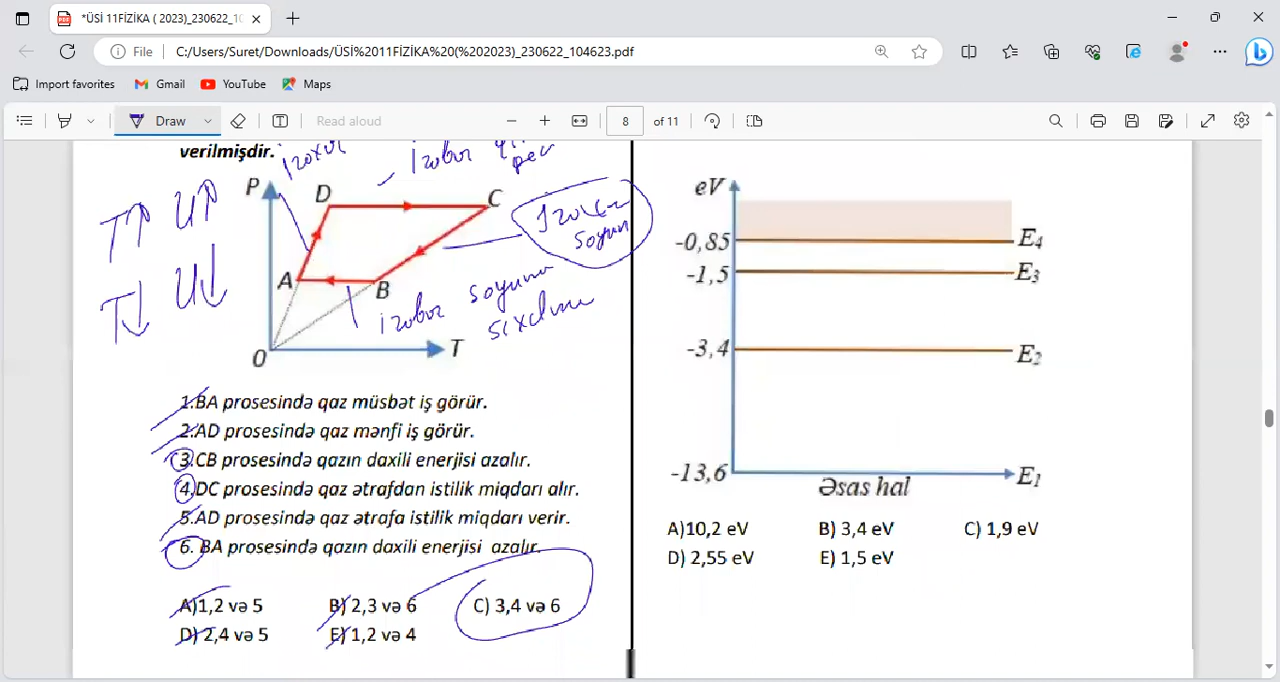 *ÜSİ 11FİZİKA ( 2023)_230622_10
File
C:/Users/Suret/Downloads/ÜSİ%2011FİZİKA%20(%202023)_230622_104623.pdf
Import favorites
Gmail
YouTube
Maps
Draw
Read aloud
8
of 11
verilmişdir.
İzoxor
İzobar
T↑ U↑
T↓ U↓
P
D
C
A
B
O
T
soyuma
izobar
1.BA prosesində qaz müsbət iş görür.
2.AD prosesində qaz mənfi iş görür.
3.CB prosesində qazın daxili enerjisi azalır.
4.DC prosesində qaz ətrafdan istilik miqdarı alır.
5.AD prosesində qaz ətrafa istilik miqdarı verir.
6. BA prosesində qazın daxili enerjisi azalır.
A)1,2 və 5
B) 2,3 və 6
C) 3,4 və 6
D) 2,4 və 5
E) 1,2 və 4
eV
-0,85
E4
-1,5
E3
-3,4
E2
-13,6
E1
Əsas hal
A)10,2 eV
B) 3,4 eV
C) 1,9 eV
D) 2,55 eV
E) 1,5 eV